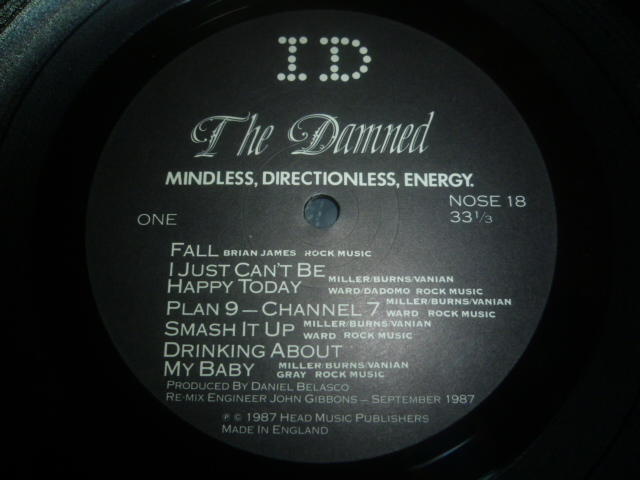 ID
The Damned
MINDLESS, DIRECTIONLESS, ENERGY.
ONE
NOSE 18
33 1/3
FALL BRIAN JAMES ROCK MUSIC
I JUST CAN'T BE
HAPPY TODAY MILLER/BURNS/VANIAN
WARD/DADOMO ROCK MUSIC
PLAN 9 — CHANNEL 7 MILLER/BURNS/VANIAN
WARD ROCK MUSIC
SMASH IT UP MILLER/BURNS/VANIAN
WARD ROCK MUSIC
DRINKING ABOUT
MY BABY MILLER/BURNS/VANIAN
GRAY ROCK MUSIC
PRODUCED BY DANIEL BELASCO
RE-MIX ENGINEER JOHN GIBBONS — SEPTEMBER 1987
℗ © 1987 HEAD MUSIC PUBLISHERS
MADE IN ENGLAND